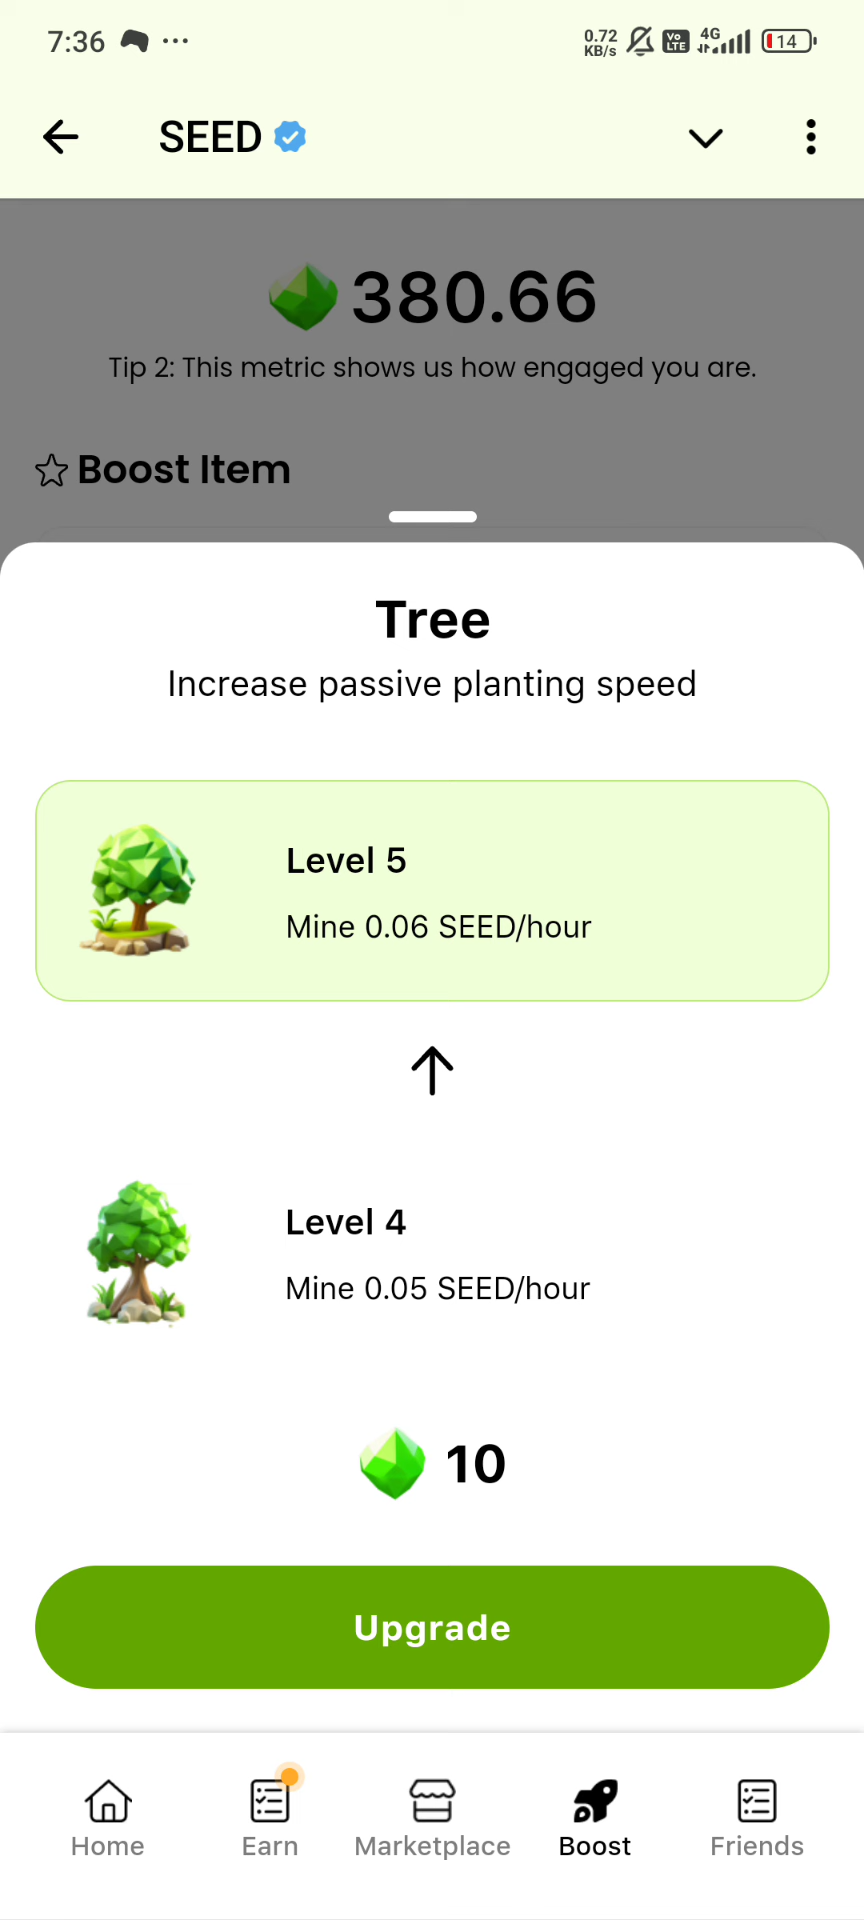 7:36
0.72
KB/s
Vo
LTE
4G
14
SEED
380.66
Tip 2: This metric shows us how engaged you are.
Boost Item
Tree
Increase passive planting speed
Level 5
Mine 0.06 SEED/hour
Level 4
Mine 0.05 SEED/hour
10
Upgrade
Home
Earn
Marketplace
Boost
Friends